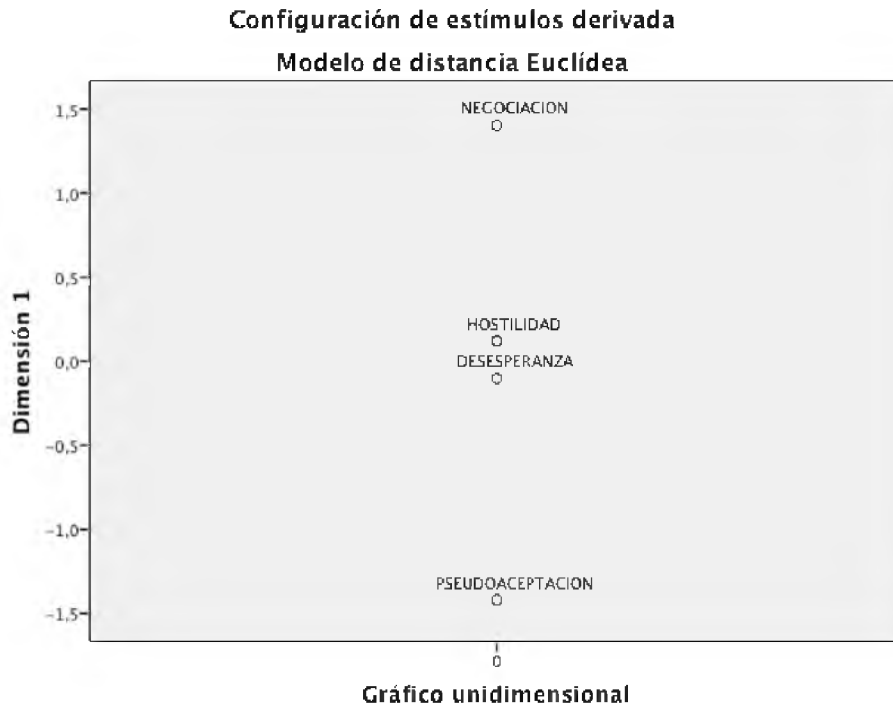 Configuración de estímulos derivada
Modelo de distancia Euclídea
1,5
NEGOCIACION
1,0
0,5
HOSTILIDAD
0,0
DESESPERANZA
-0,5
-1,0
PSEUDOACEPTACION
-1,5
Dimensión 1
0
Gráfico unidimensional